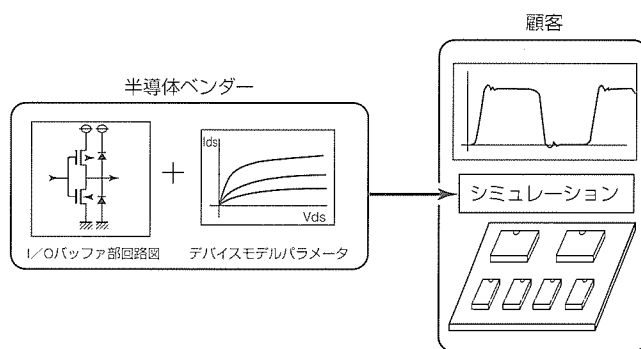 顧客
半導体ベンダー
Ids
Vds
I/Oバッファ部回路図
デバイスモデルパラメータ
シミュレーション